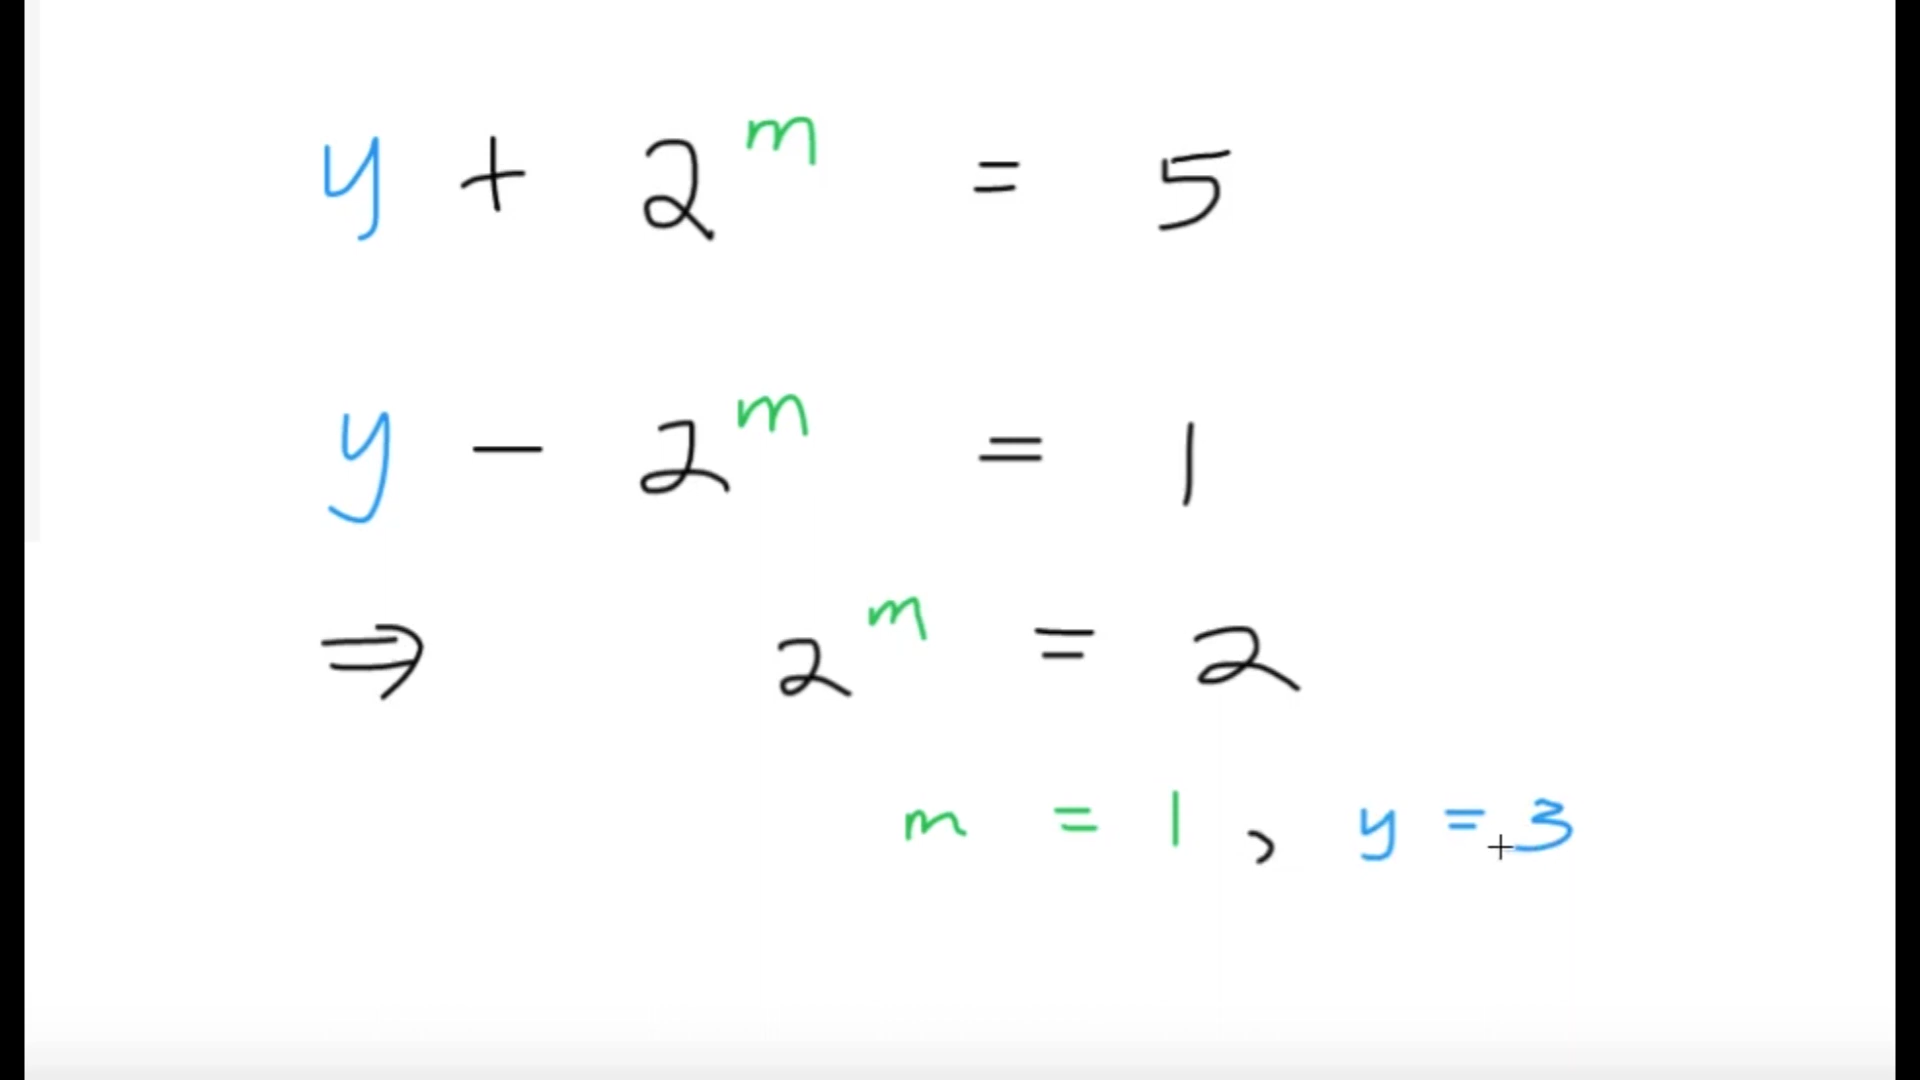 y + 2^m = 5
y − 2^m = 1
⇒ 2^m = 2
m = 1 , y = 3